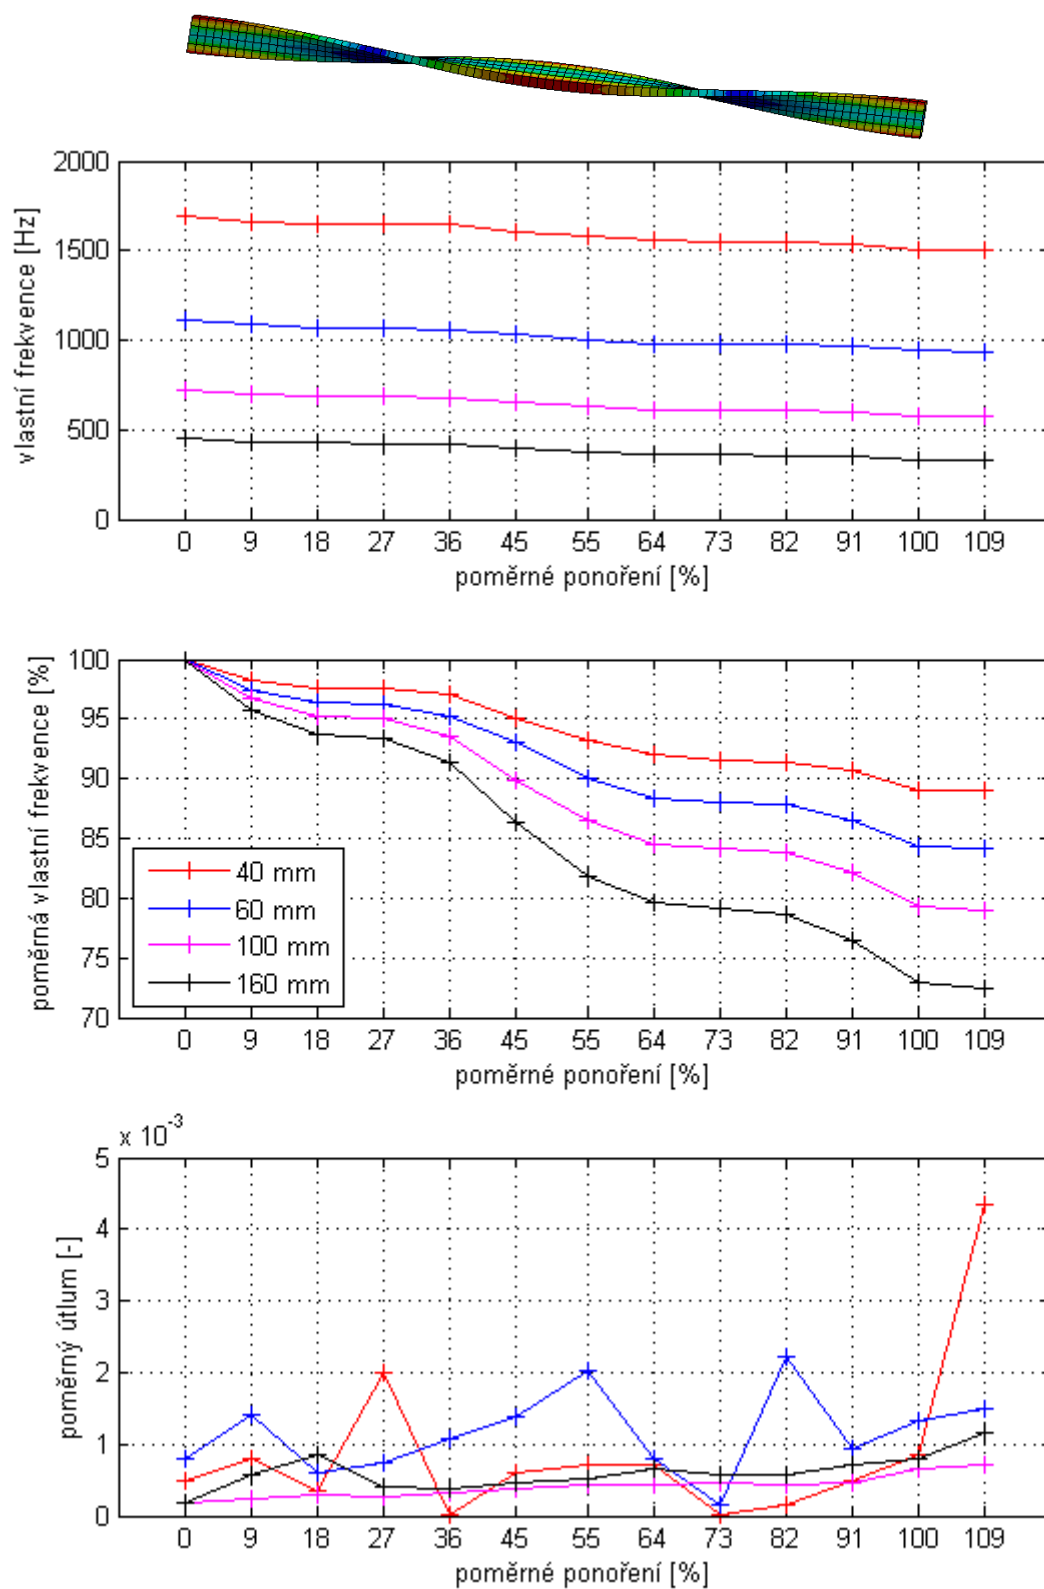 2000
1500
1000
500
0
vlastní frekvence [Hz]
0 9 18 27 36 45 55 64 73 82 91 100 109
poměrné ponoření [%]
100
95
90
85
80
75
70
poměrná vlastní frekvence [%]
40 mm
60 mm
100 mm
160 mm
0 9 18 27 36 45 55 64 73 82 91 100 109
poměrné ponoření [%]
x 10-3
5
4
3
2
1
0
poměrný útlum [-]
0 9 18 27 36 45 55 64 73 82 91 100 109
poměrné ponoření [%]